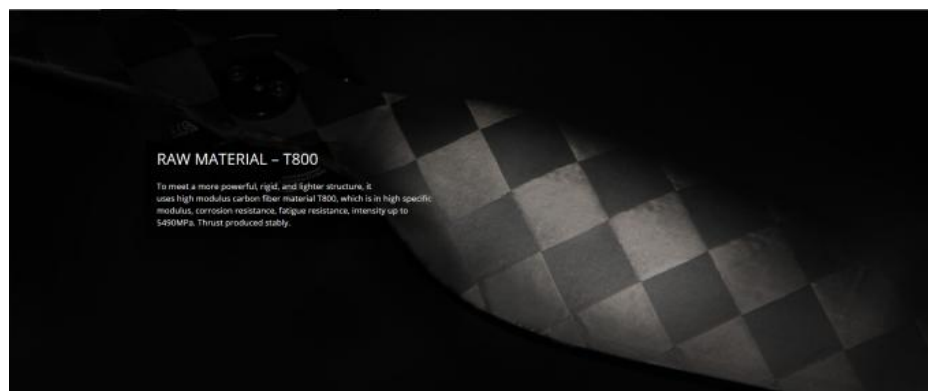 RAW MATERIAL – T800
To meet a more powerful, rigid, and lighter structure, it
uses high modulus carbon fiber material T800, which is in high specific
modulus, corrosion resistance, fatigue resistance, intensity up to
5490MPa. Thrust produced stably.